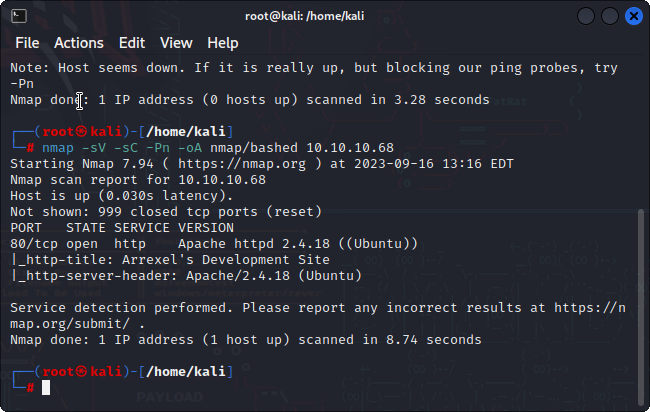 root@kali: /home/kali
File Actions Edit View Help
Note: Host seems down. If it is really up, but blocking our ping probes, try
-Pn
Nmap done: 1 IP address (0 hosts up) scanned in 3.28 seconds
┌──(root㉿kali)-[/home/kali]
└─# nmap -sV -sC -Pn -oA nmap/bashed 10.10.10.68
Starting Nmap 7.94 ( https://nmap.org ) at 2023-09-16 13:16 EDT
Nmap scan report for 10.10.10.68
Host is up (0.030s latency).
Not shown: 999 closed tcp ports (reset)
PORT   STATE SERVICE VERSION
80/tcp open  http    Apache httpd 2.4.18 ((Ubuntu))
|_http-title: Arrexel's Development Site
|_http-server-header: Apache/2.4.18 (Ubuntu)
Service detection performed. Please report any incorrect results at https://n
map.org/submit/ .
Nmap done: 1 IP address (1 host up) scanned in 8.74 seconds
┌──(root㉿kali)-[/home/kali]
└─#
PAYLOAD